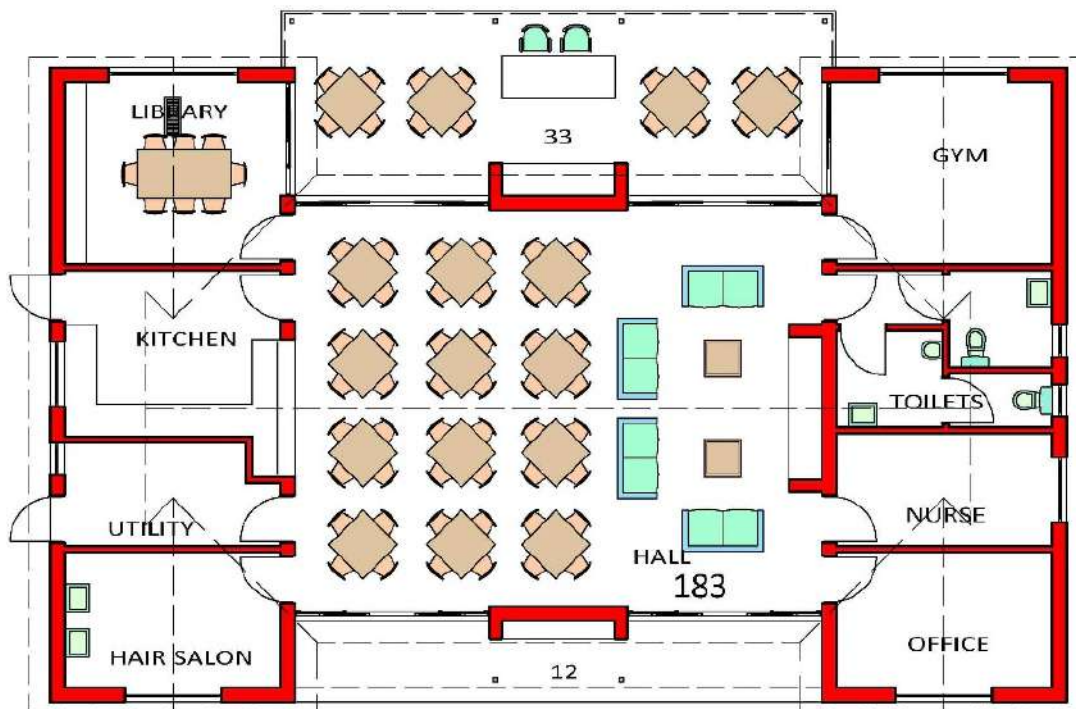 LIBRARY
33
GYM
KITCHEN
TOILETS
UTILITY
NURSE
HALL
183
HAIR SALON
12
OFFICE